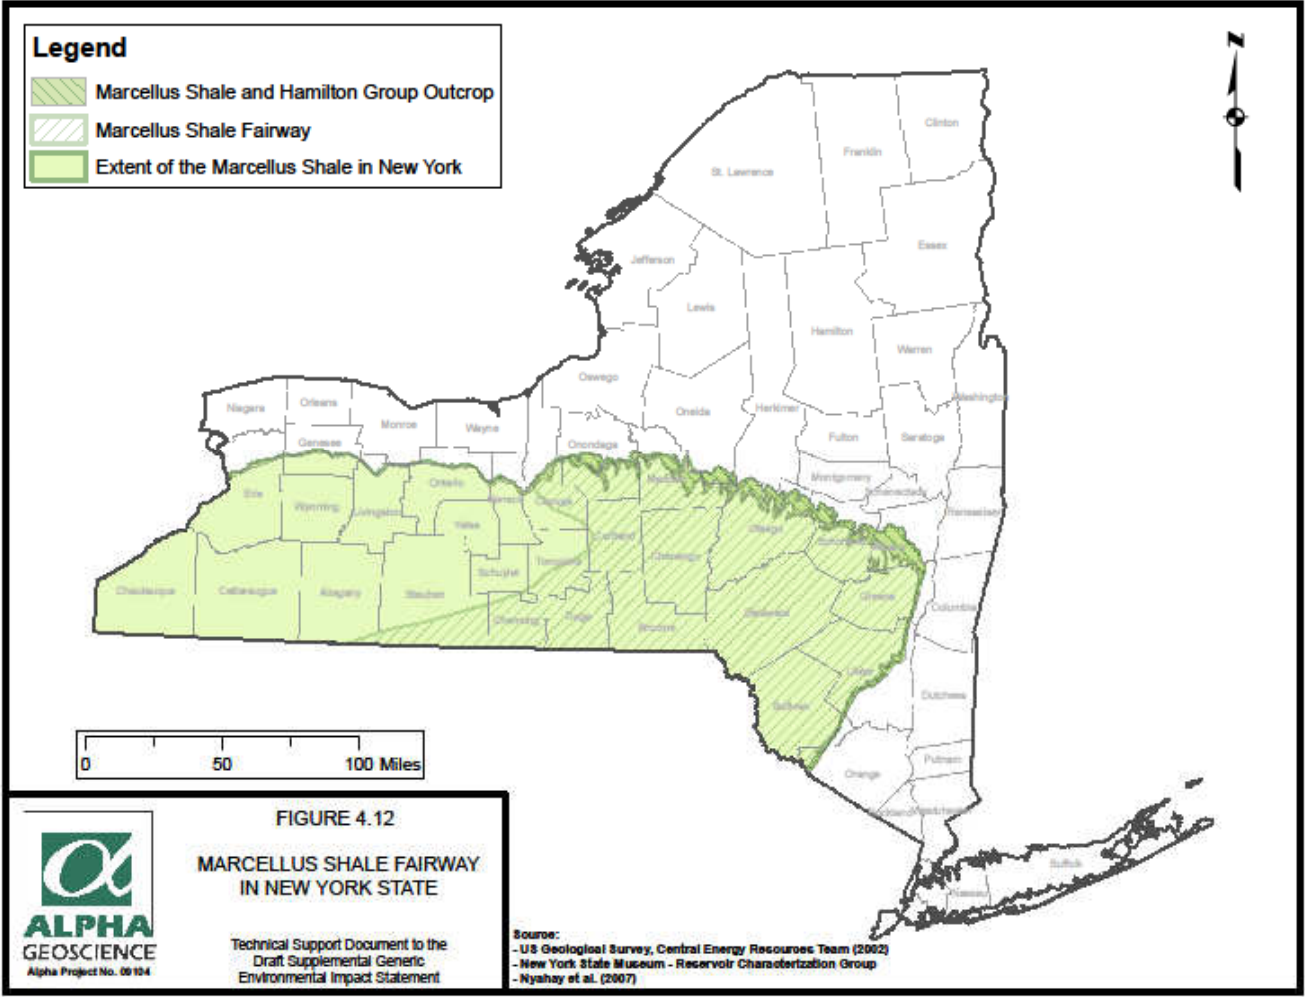 Legend
Marcellus Shale and Hamilton Group Outcrop
Marcellus Shale Fairway
Extent of the Marcellus Shale in New York
N
Clinton
Franklin
St. Lawrence
Essex
Jefferson
Lewis
Hamilton
Warren
Oswego
Washington
Niagara
Orleans
Oneida
Herkimer
Monroe
Wayne
Fulton
Saratoga
Genesee
Onondaga
Montgomery
Madison
Ontario
Schenectady
Erie
Cayuga
Wyoming
Livingston
Rensselaer
Yates
Otsego
Cortland
Chenango
Tompkins
Schuyler
Chautauqua
Cattaraugus
Allegany
Steuben
Greene
Columbia
Delaware
Chemung
Tioga
Broome
Ulster
Dutchess
Sullivan
Putnam
Orange
Suffolk
Nassau
0 50 100 Miles
FIGURE 4.12
MARCELLUS SHALE FAIRWAY
IN NEW YORK STATE
ALPHA
GEOSCIENCE
Alpha Project No. 09104
Technical Support Document to the
Draft Supplemental Generic
Environmental Impact Statement
Source:
- US Geological Survey, Central Energy Resources Team (2002)
- New York State Museum - Reservoir Characterization Group
- Nyahay et al. (2007)